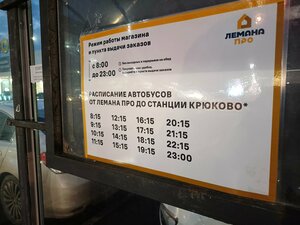 Режим работы магазина
и пункта выдачи заказов
ЛЕМАНА
ПРО
с 8:00
до 23:00
РАСПИСАНИЕ АВТОБУСОВ
ОТ ЛЕМАНА ПРО ДО СТАНЦИИ КРЮКОВО*
8:15 12:15 16:15 20:15
9:15 13:15 17:15 21:15
10:15 14:15 18:15 22:15
11:15 15:15 19:15 23:00